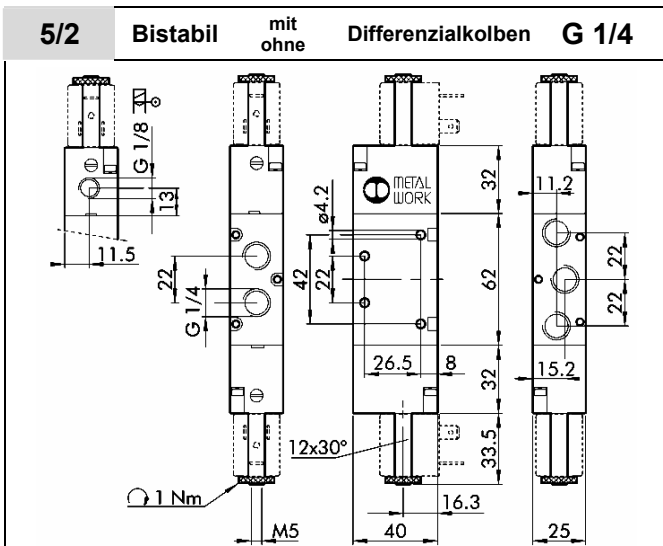 5/2 Bistabil mit ohne Differenzialkolben G 1/4
G 1/8
13
11.5
22
G 1/4
1 Nm
M5
METAL
WORK
ø4.2
42
22
26.5
8
12x30°
16.3
40
32
62
32
33.5
11.2
22
22
15.2
25